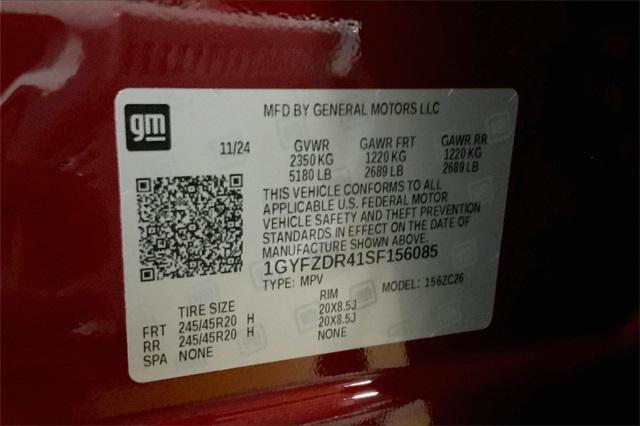 gm
MFD BY GENERAL MOTORS LLC
11/24
GVWR GAWR FRT GAWR RR
2350 KG 1220 KG 1220 KG
5180 LB 2689 LB 2689 LB
THIS VEHICLE CONFORMS TO ALL
APPLICABLE U.S. FEDERAL MOTOR
VEHICLE SAFETY AND THEFT PREVENTION
STANDARDS IN EFFECT ON THE DATE OF
MANUFACTURE SHOWN ABOVE.
1GYFZDR41SF156085
TYPE: MPV MODEL: 156ZC26
TIRE SIZE RIM
FRT 245/45R20 H 20X8.5J
RR 245/45R20 H 20X8.5J
SPA NONE NONE